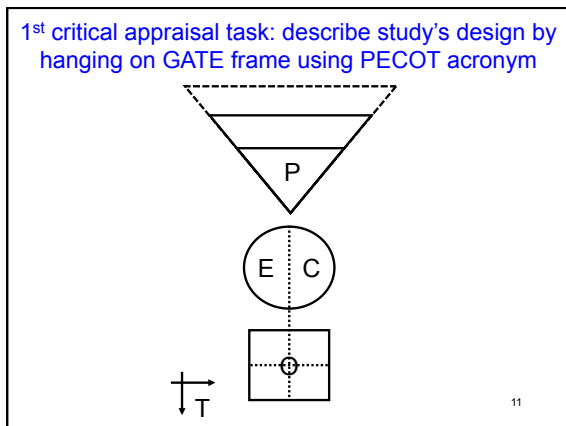 1st critical appraisal task: describe study's design by
hanging on GATE frame using PECOT acronym
P
E C
O
T
11